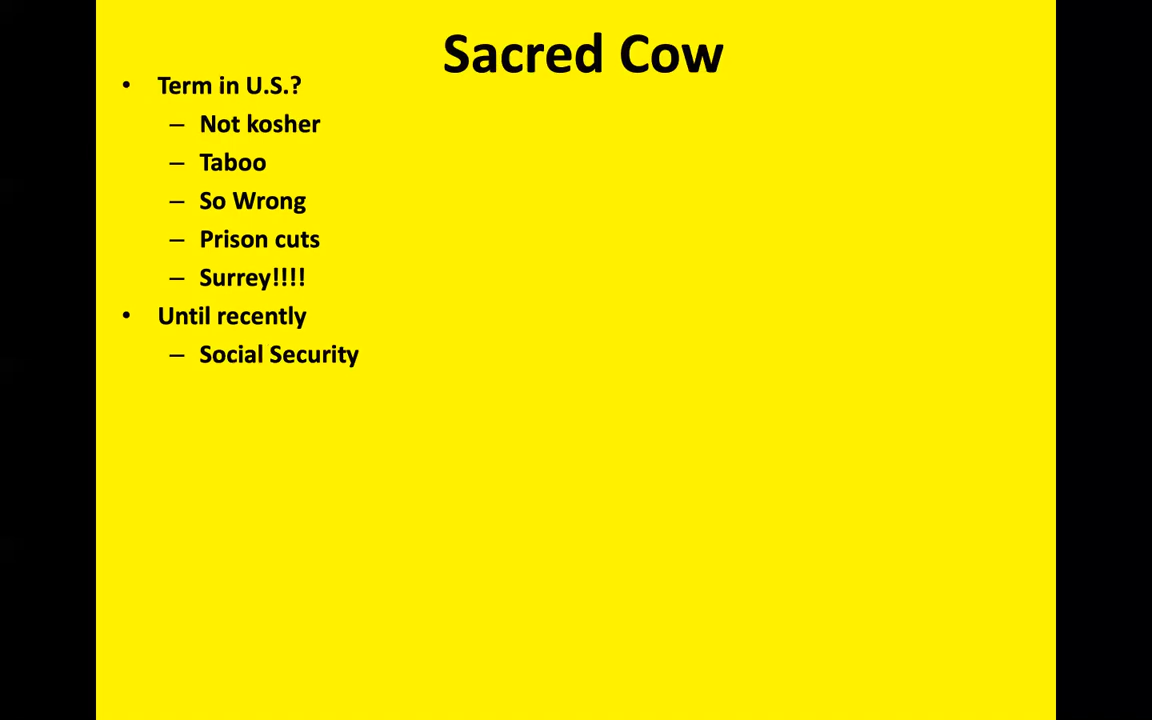 Sacred Cow
• Term in U.S.?
– Not kosher
– Taboo
– So Wrong
– Prison cuts
– Surrey!!!!
• Until recently
– Social Security